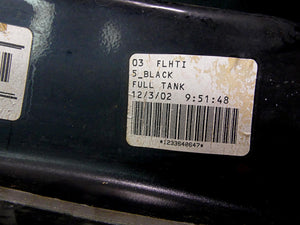 03 FLHTI
5_BLACK
FULL TANK
12/3/02 9:51:48
*1233640647*